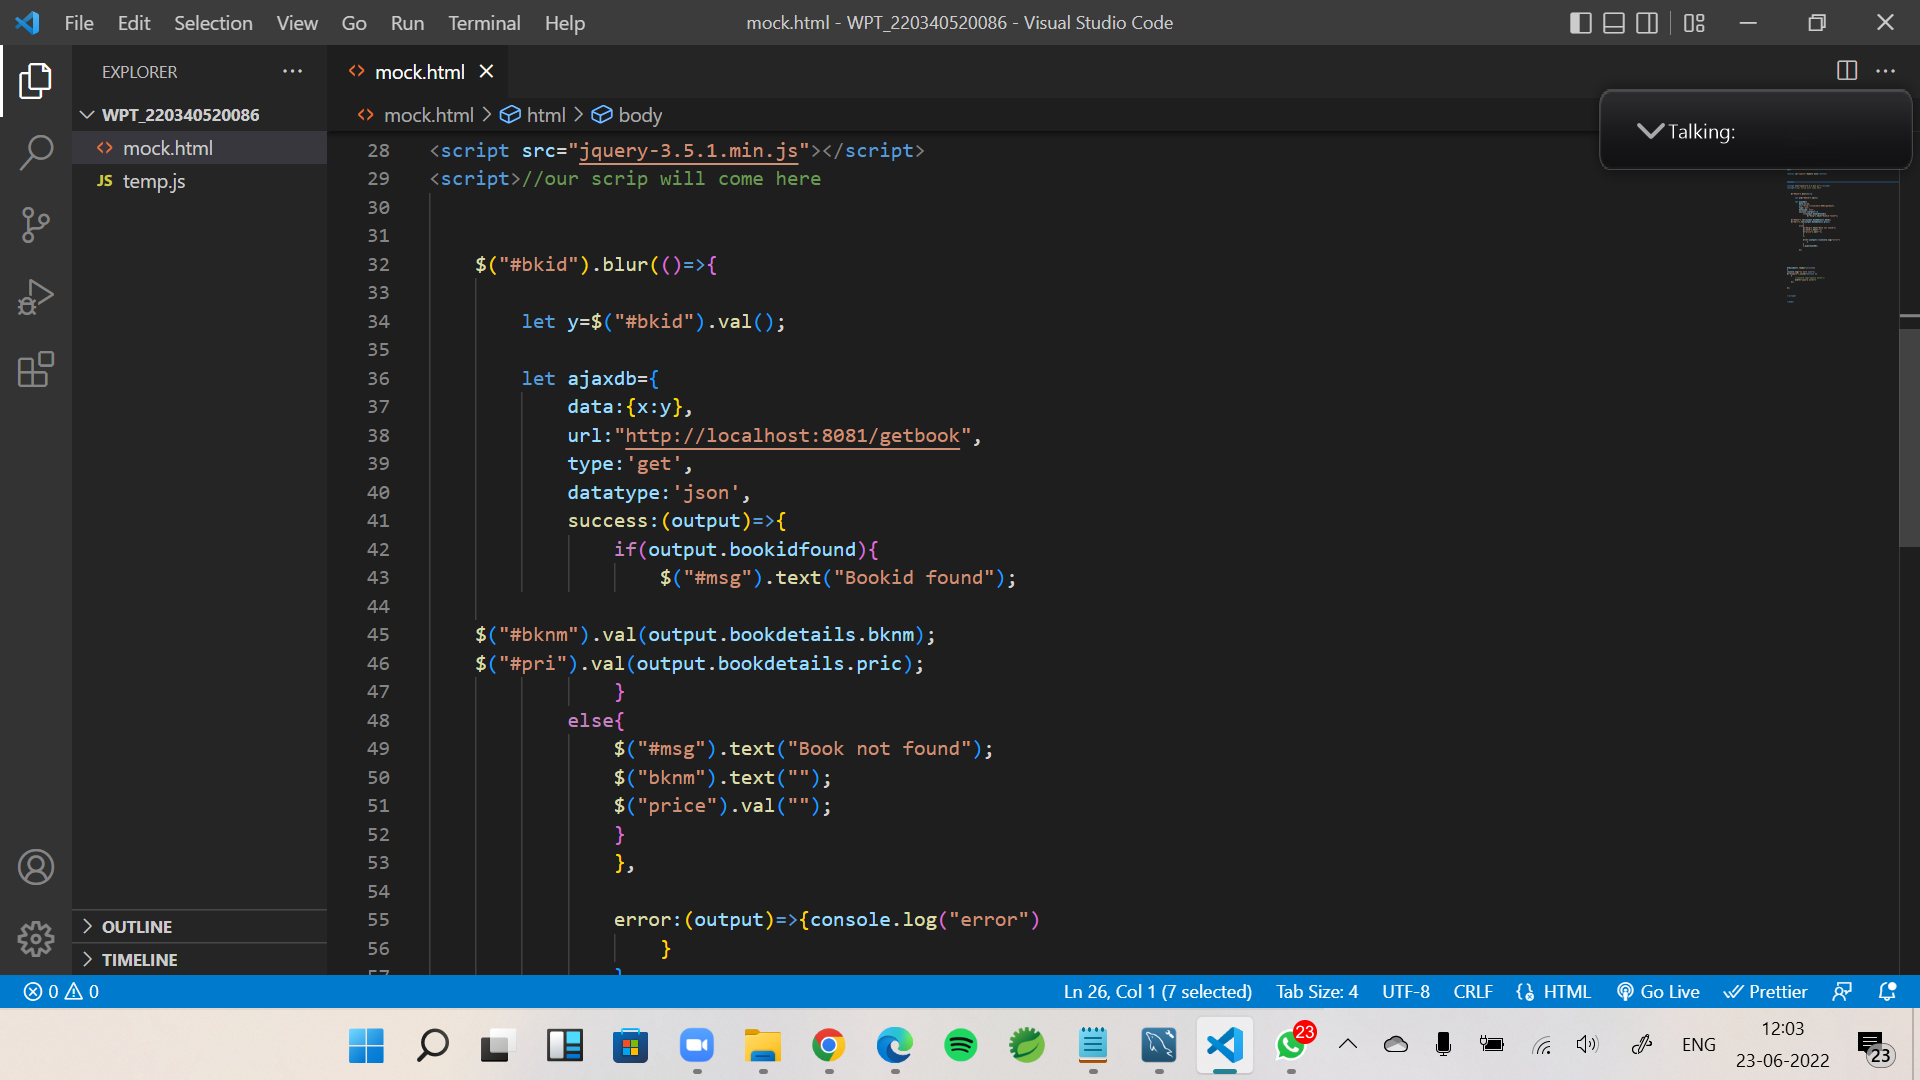 File Edit Selection View Go Run Terminal Help mock.html - WPT_220340520086 - Visual Studio Code
EXPLORER
mock.html
WPT_220340520086
mock.html
JS temp.js
OUTLINE
TIMELINE
mock.html > html > body
Talking:
28 <script src="jquery-3.5.1.min.js"></script>
29 <script>//our scrip will come here
30
31
32 $("#bkid").blur(()=>{
33
34 let y=$("#bkid").val();
35
36 let ajaxdb={
37 data:{x:y},
38 url:"http://localhost:8081/getbook",
39 type:'get',
40 datatype:'json',
41 success:(output)=>{
42 if(output.bookidfound){
43 $("#msg").text("Bookid found");
44
45 $("#bknm").val(output.bookdetails.bknm);
46 $("#pri").val(output.bookdetails.pric);
47 }
48 else{
49 $("#msg").text("Book not found");
50 $("bknm").text("");
51 $("price").val("");
52 }
53 },
54
55 error:(output)=>{console.log("error")
56 }
0 0 Ln 26, Col 1 (7 selected) Tab Size: 4 UTF-8 CRLF HTML Go Live Prettier
23
ENG
12:03
23-06-2022
23